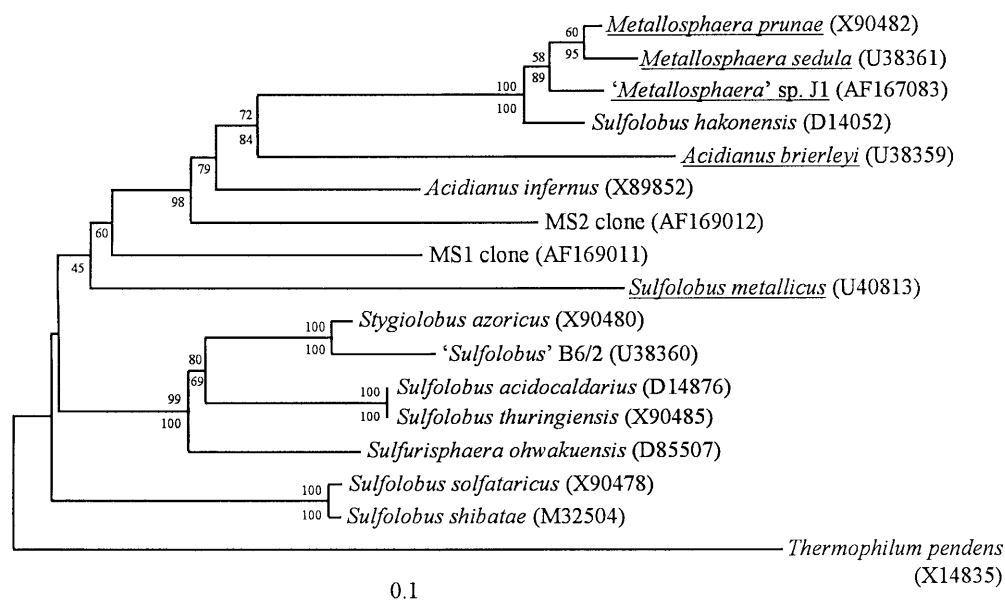 Metallosphaera prunae (X90482)
60
95
Metallosphaera sedula (U38361)
58
89
'Metallosphaera' sp. J1 (AF167083)
100
100
Sulfolobus hakonensis (D14052)
72
84
Acidianus brierleyi (U38359)
79
Acidianus infernus (X89852)
98
MS2 clone (AF169012)
60
MS1 clone (AF169011)
45
Sulfolobus metallicus (U40813)
Stygiolobus azoricus (X90480)
100
100
'Sulfolobus' B6/2 (U38360)
80
69
Sulfolobus acidocaldarius (D14876)
100
100
Sulfolobus thuringiensis (X90485)
99
100
Sulfurisphaera ohwakuensis (D85507)
Sulfolobus solfataricus (X90478)
100
100
Sulfolobus shibatae (M32504)
Thermophilum pendens
(X14835)
0.1